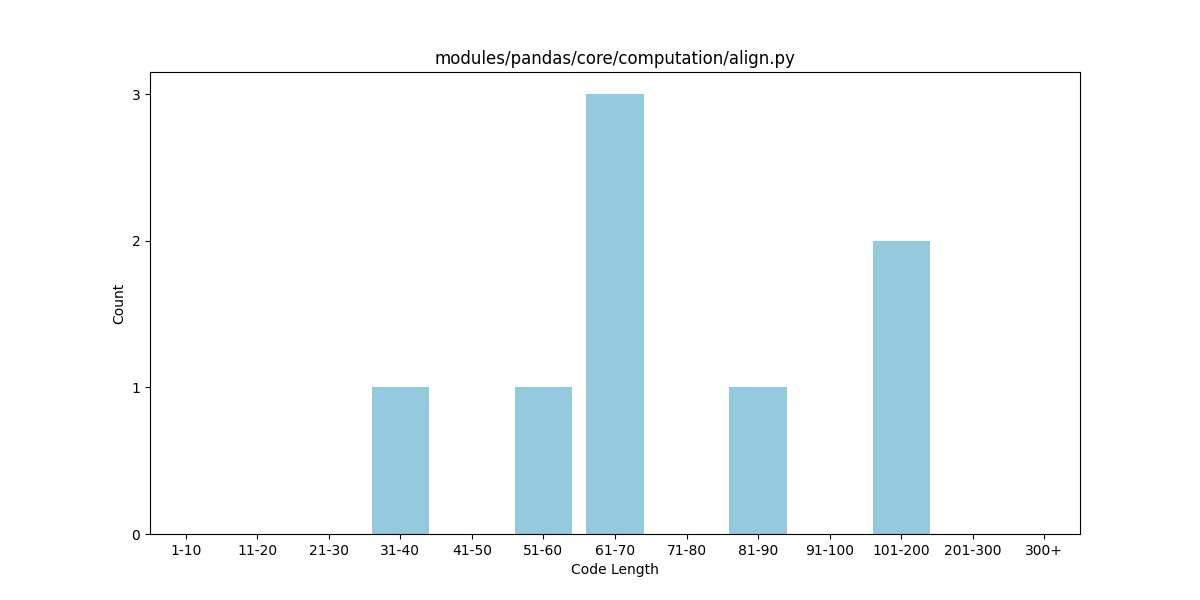 modules/pandas/core/computation/align.py
3
2
1
0
Count
1-10 11-20 21-30 31-40 41-50 51-60 61-70 71-80 81-90 91-100 101-200 201-300 300+
Code Length